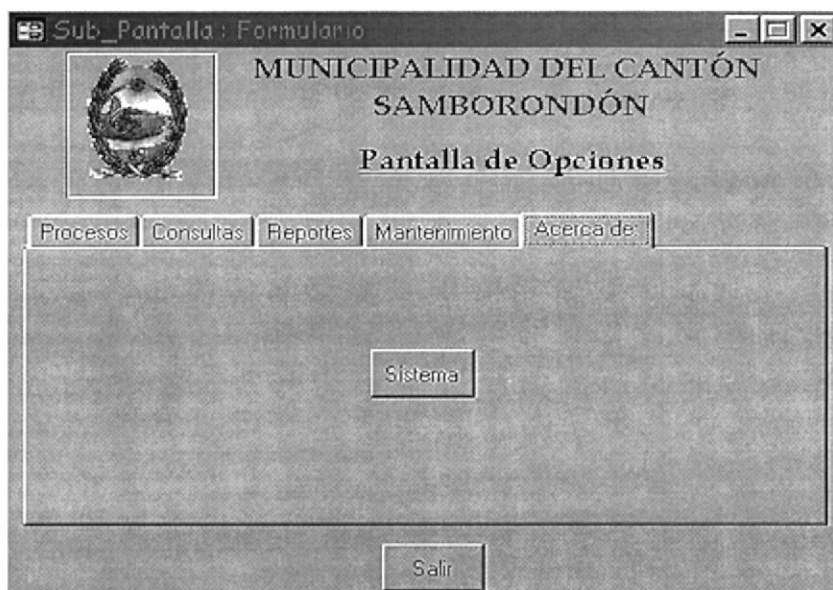 Sub_Pantalla : Formulario
MUNICIPALIDAD DEL CANTÓN
SAMBORONDÓN
Pantalla de Opciones
Procesos Consultas Reportes Mantenimiento Acerca de:
Sistema
Salir